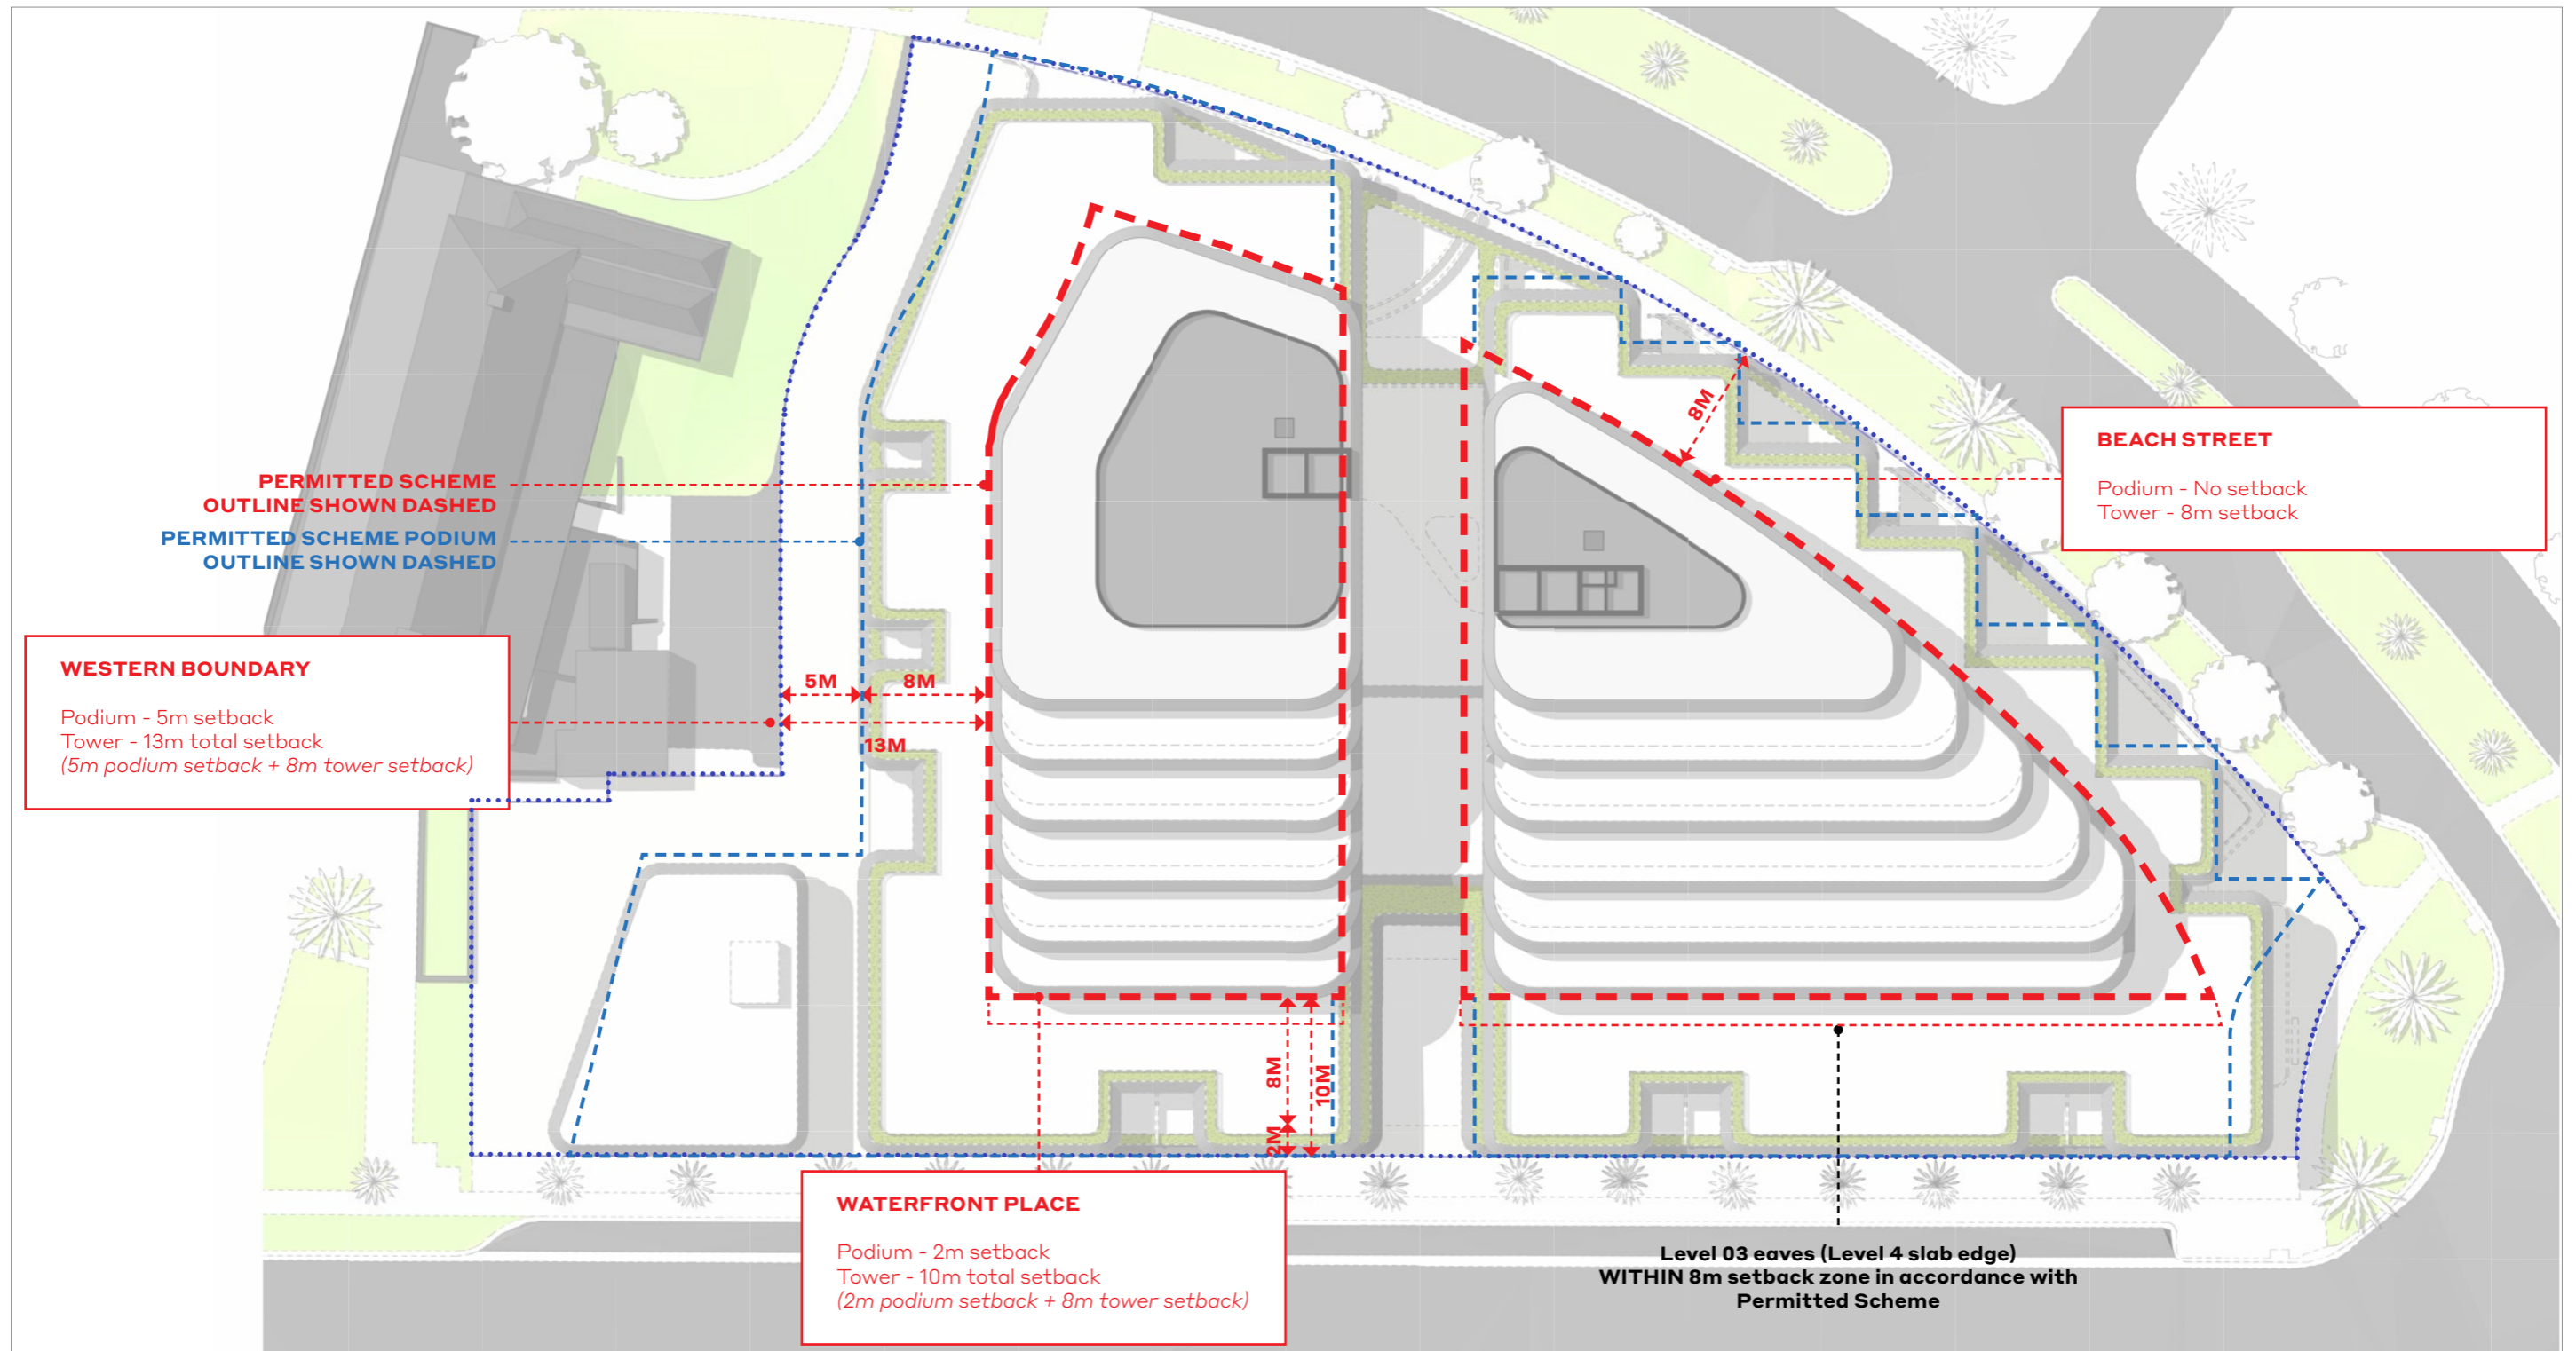 PERMITTED SCHEME
OUTLINE SHOWN DASHED
PERMITTED SCHEME PODIUM
OUTLINE SHOWN DASHED
WESTERN BOUNDARY
Podium - 5m setback
Tower - 13m total setback
(5m podium setback + 8m tower setback)
5M
8M
13M
8M
BEACH STREET
Podium - No setback
Tower - 8m setback
8M
10M
2M
WATERFRONT PLACE
Podium - 2m setback
Tower - 10m total setback
(2m podium setback + 8m tower setback)
Level 03 eaves (Level 4 slab edge)
WITHIN 8m setback zone in accordance with
Permitted Scheme